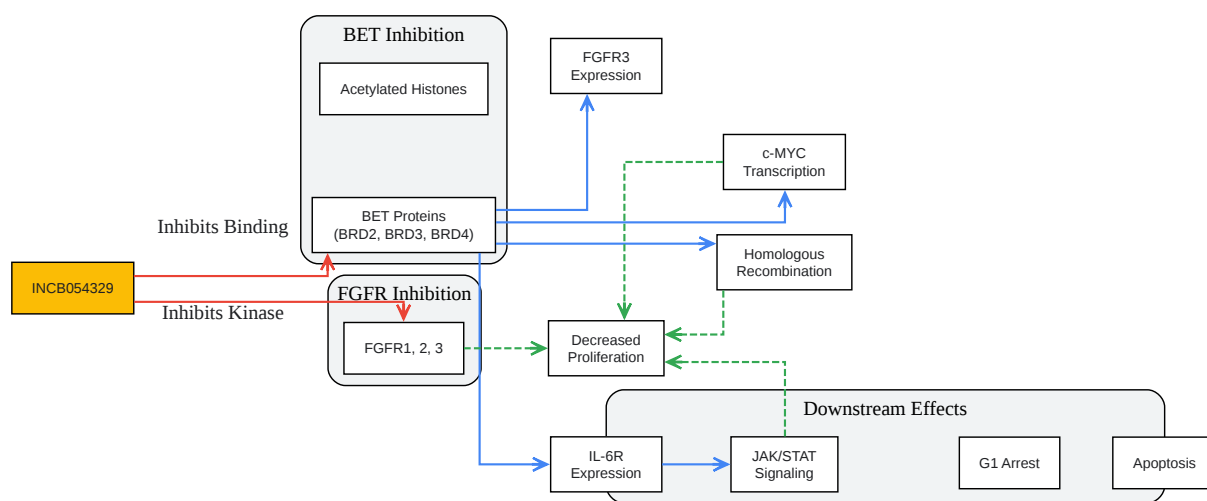 BET Inhibition
Acetylated Histones
FGFR3
Expression
c-MYC
Transcription
BET Proteins
(BRD2, BRD3, BRD4)
Inhibits Binding
Homologous
Recombination
INCB054329
FGFR Inhibition
Inhibits Kinase
FGFR1, 2, 3
Decreased
Proliferation
Downstream Effects
IL-6R
Expression
JAK/STAT
Signaling
G1 Arrest
Apoptosis